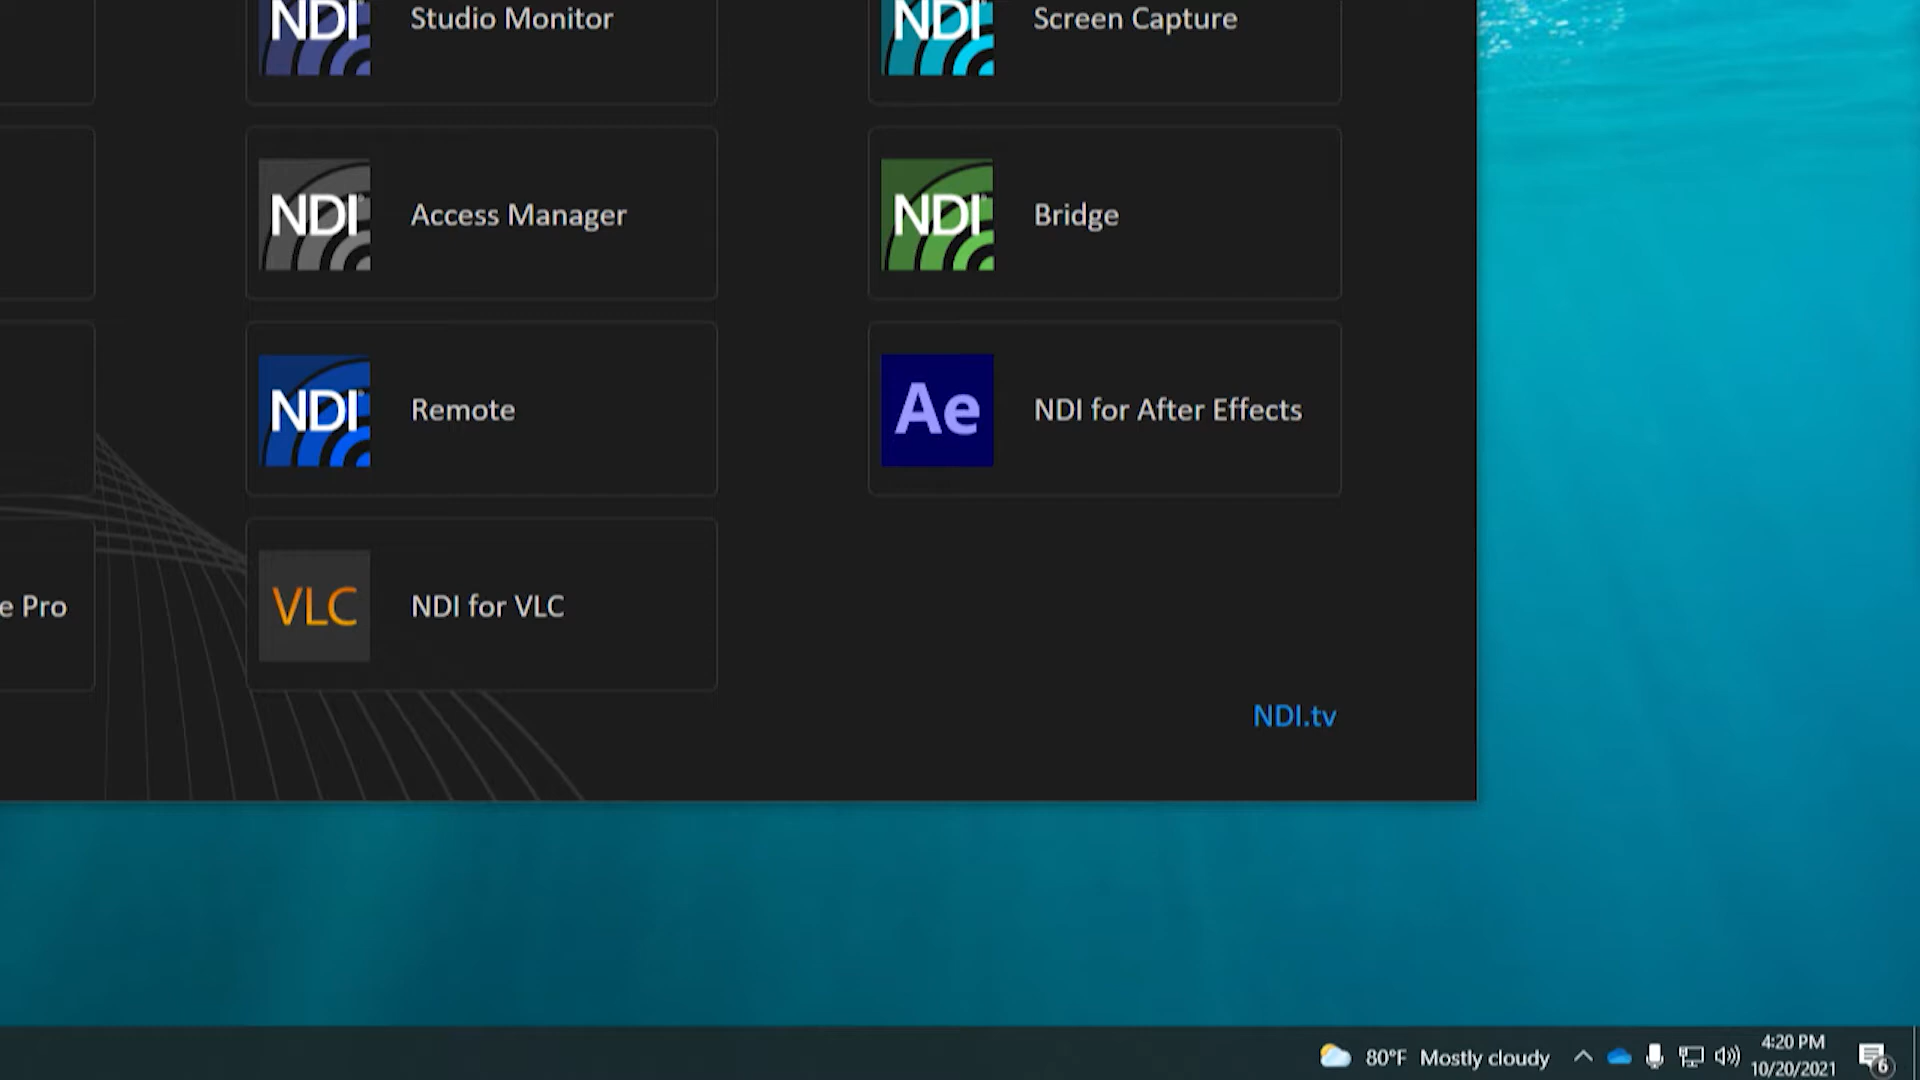 NDI Studio Monitor
NDI Screen Capture
NDI Access Manager
NDI Bridge
NDI Remote
Ae NDI for After Effects
e Pro
VLC NDI for VLC
NDI.tv
80°F Mostly cloudy
4:20 PM
10/20/2021
6